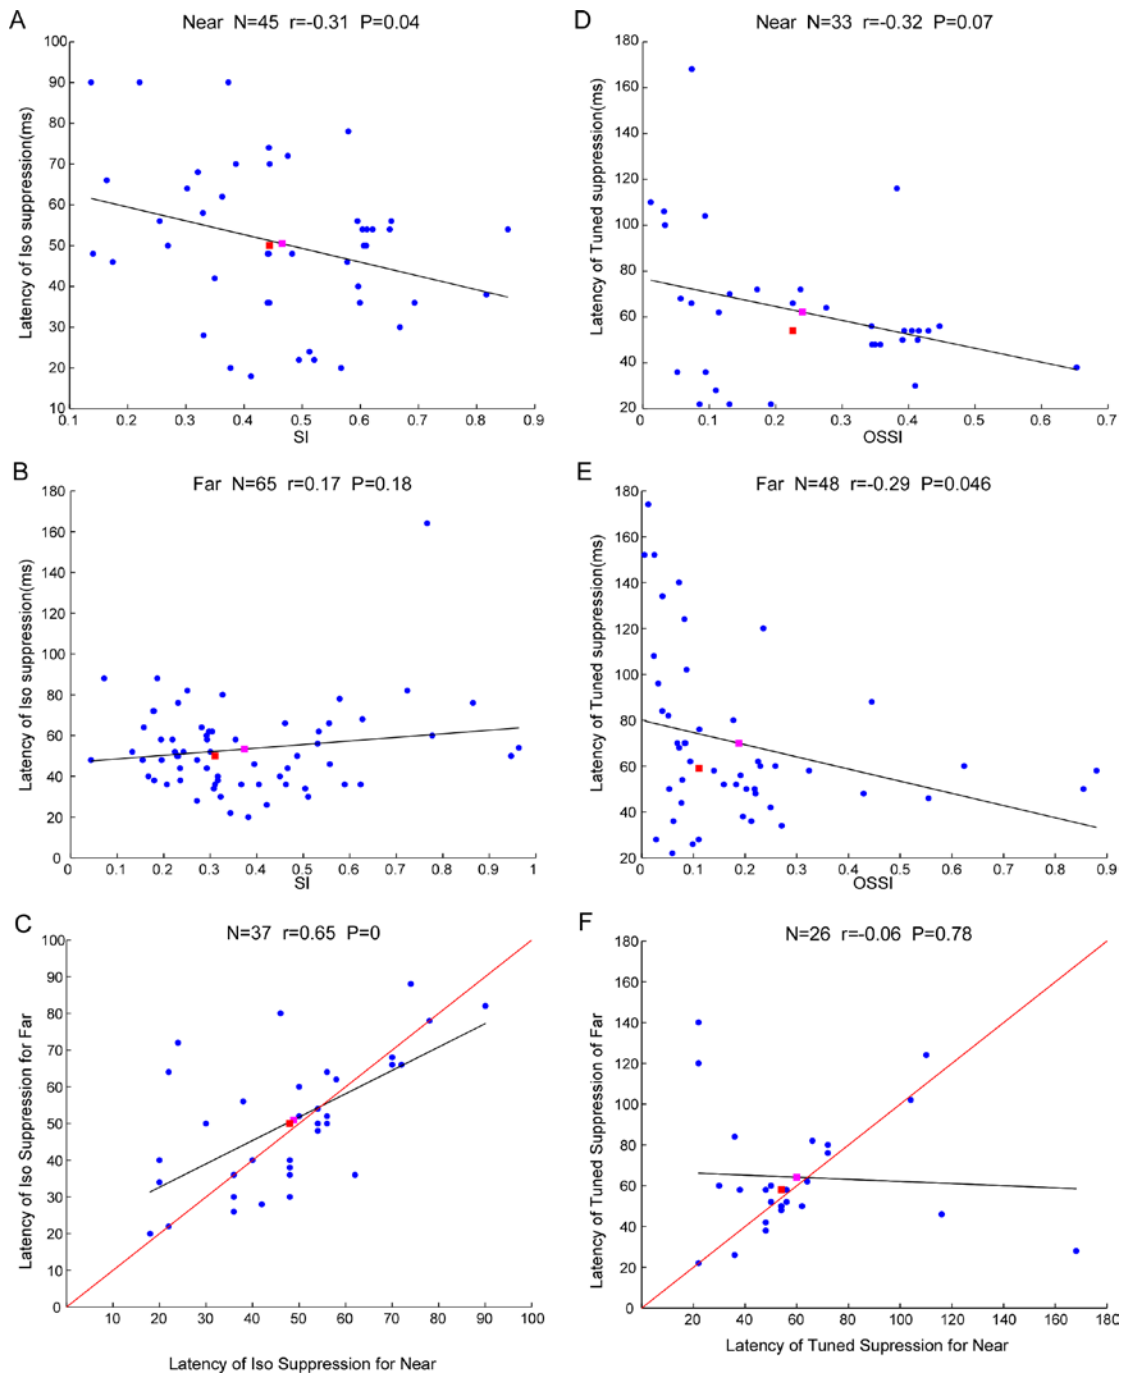 A
Near N=45 r=-0.31 P=0.04
Latency of Iso suppression(ms)
100
90
80
70
60
50
40
30
20
10
0.1 0.2 0.3 0.4 0.5 0.6 0.7 0.8 0.9
SI
D
Near N=33 r=-0.32 P=0.07
Latency of Tuned suppression(ms)
180
160
140
120
100
80
60
40
20
0 0.1 0.2 0.3 0.4 0.5 0.6 0.7
OSSI
B
Far N=65 r=0.17 P=0.18
Latency of Iso suppression(ms)
180
160
140
120
100
80
60
40
20
0
0 0.1 0.2 0.3 0.4 0.5 0.6 0.7 0.8 0.9 1
SI
E
Far N=48 r=-0.29 P=0.046
Latency of Tuned suppression(ms)
180
160
140
120
100
80
60
40
20
0 0.1 0.2 0.3 0.4 0.5 0.6 0.7 0.8 0.9
OSSI
C
N=37 r=0.65 P=0
Latency of Iso Suppression for Far
100
90
80
70
60
50
40
30
20
10
0
10 20 30 40 50 60 70 80 90 100
Latency of Iso Suppression for Near
F
N=26 r=-0.06 P=0.78
Latency of Tuned Suppression of Far
180
160
140
120
100
80
60
40
20
0
20 40 60 80 100 120 140 160 180
Latency of Tuned Supression for Near